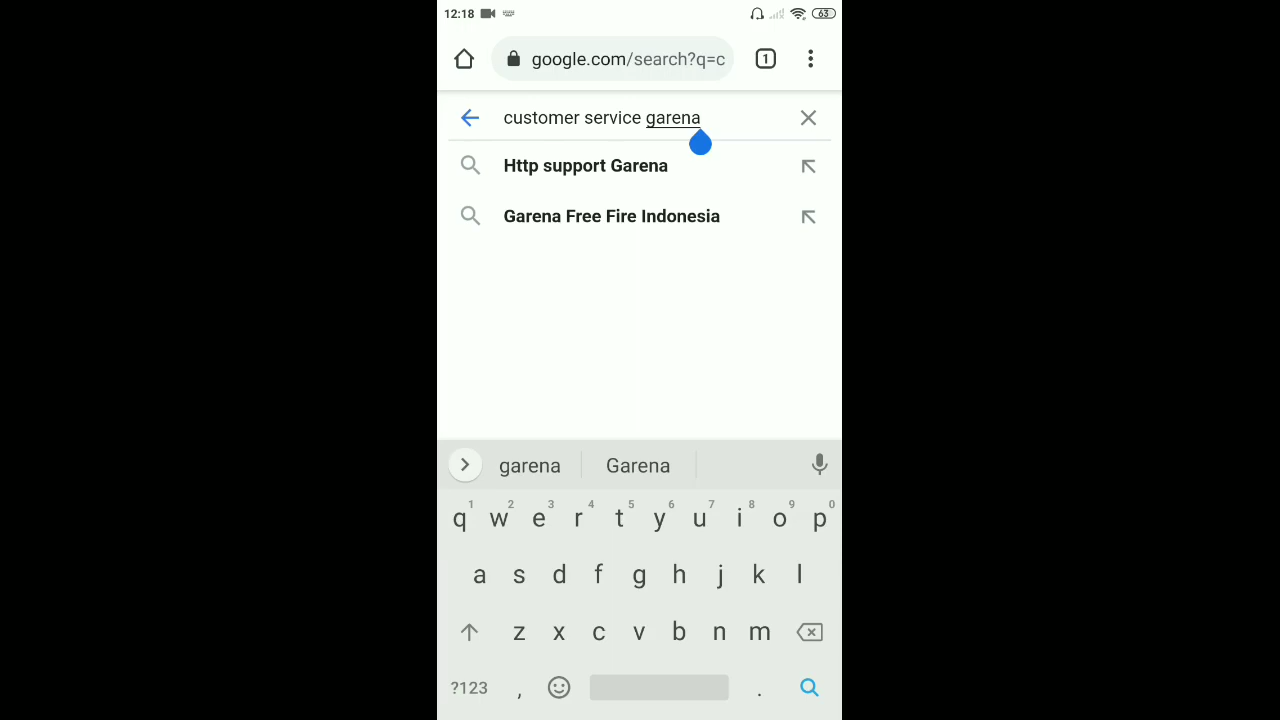 12:18 63
google.com/search?q=c 1
customer service garena
Http support Garena
Garena Free Fire Indonesia
garena Garena
1 2 3 4 5 6 7 8 9 0
q w e r t y u i o p
a s d f g h j k l
z x c v b n m
?123 , .